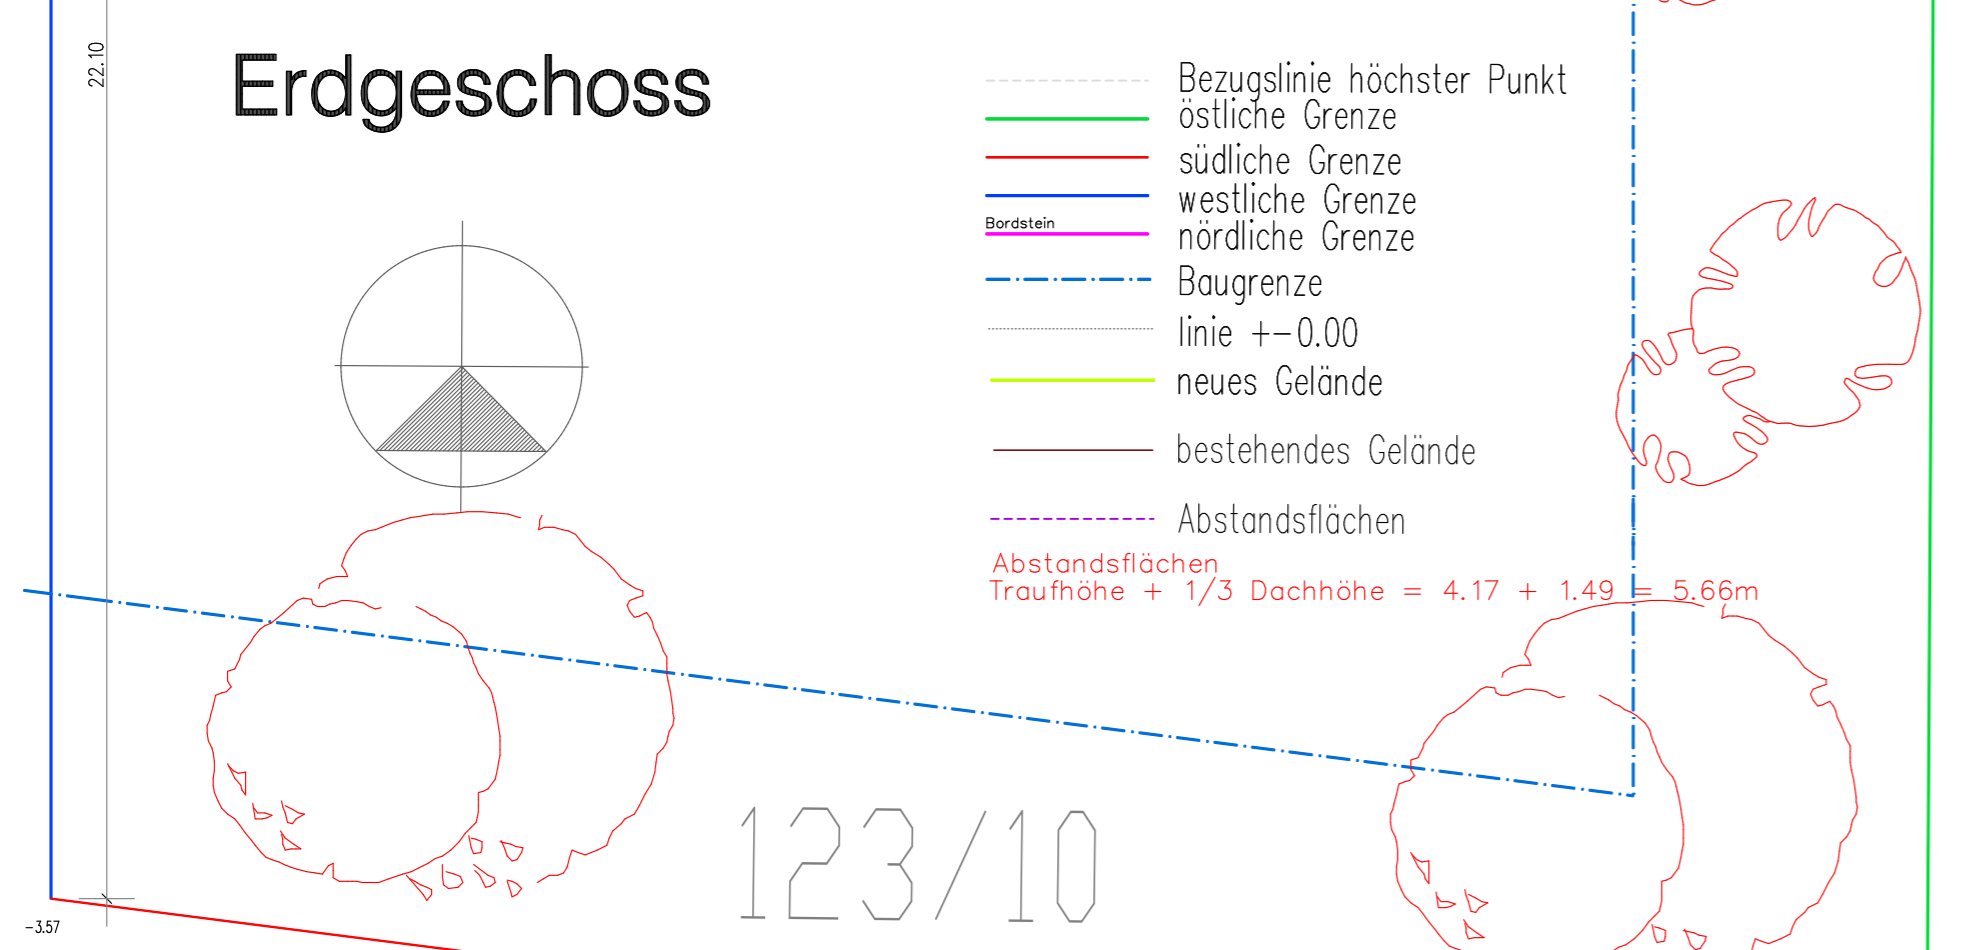 22.10
Erdgeschoss
Bezugslinie höchster Punkt
östliche Grenze
südliche Grenze
westliche Grenze
Bordstein
nördliche Grenze
Baugrenze
linie +-0.00
neues Gelände
bestehendes Gelände
Abstandsflächen
Abstandsflächen
Traufhöhe + 1/3 Dachhöhe = 4.17 + 1.49 = 5.66m
123/10
-3.57